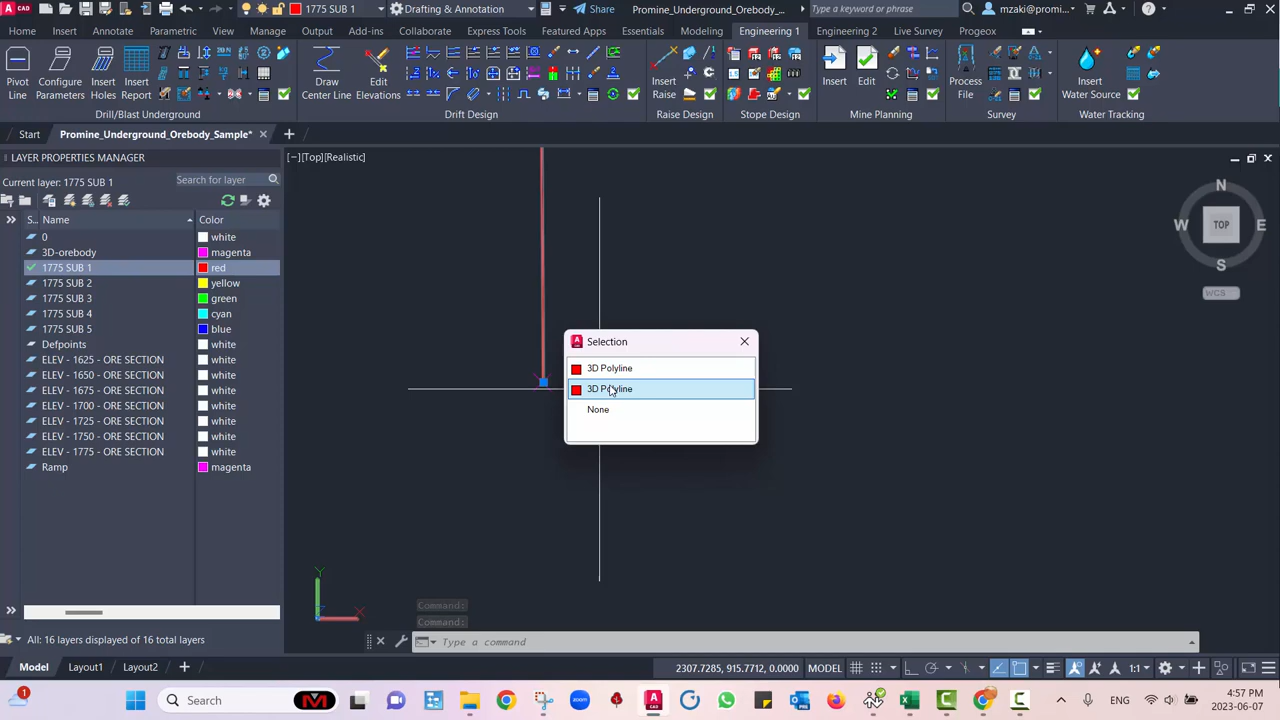 CAD
1775 SUB 1
Drafting & Annotation
Share
Promine_Underground_Orebody_...
Type a keyword or phrase
mzaki@promi...
Home Insert Annotate Parametric View Manage Output Add-ins Collaborate Express Tools Featured Apps Essentials Modeling Engineering 1 Engineering 2 Live Survey Progeox
Pivot Line
Configure Parameters
Insert Holes
Insert Report
Draw Center Line
Edit Elevations
Insert Raise
Insert
Edit
Process File
Insert Water Source
Drill/Blast Underground
Drift Design
Raise Design
Stope Design
Mine Planning
Survey
Water Tracking
Start
Promine_Underground_Orebody_Sample*
LAYER PROPERTIES MANAGER
[−][Top][Realistic]
Current layer: 1775 SUB 1
Search for layer
S.. Name Color
0 white
3D-orebody magenta
1775 SUB 1 red
1775 SUB 2 yellow
1775 SUB 3 green
1775 SUB 4 cyan
1775 SUB 5 blue
Defpoints white
ELEV - 1625 - ORE SECTION white
ELEV - 1650 - ORE SECTION white
ELEV - 1675 - ORE SECTION white
ELEV - 1700 - ORE SECTION white
ELEV - 1725 - ORE SECTION white
ELEV - 1750 - ORE SECTION white
ELEV - 1775 - ORE SECTION white
Ramp magenta
N
W TOP E
S
WCS
Selection
3D Polyline
3D Polyline
None
Y
X
Command:
Command:
Type a command
All: 16 layers displayed of 16 total layers
Model Layout1 Layout2
2307.7285, 915.7712, 0.0000 MODEL
1:1
1
Search
zoom
CAD
PRE
ENG
4:57 PM
2023-06-07